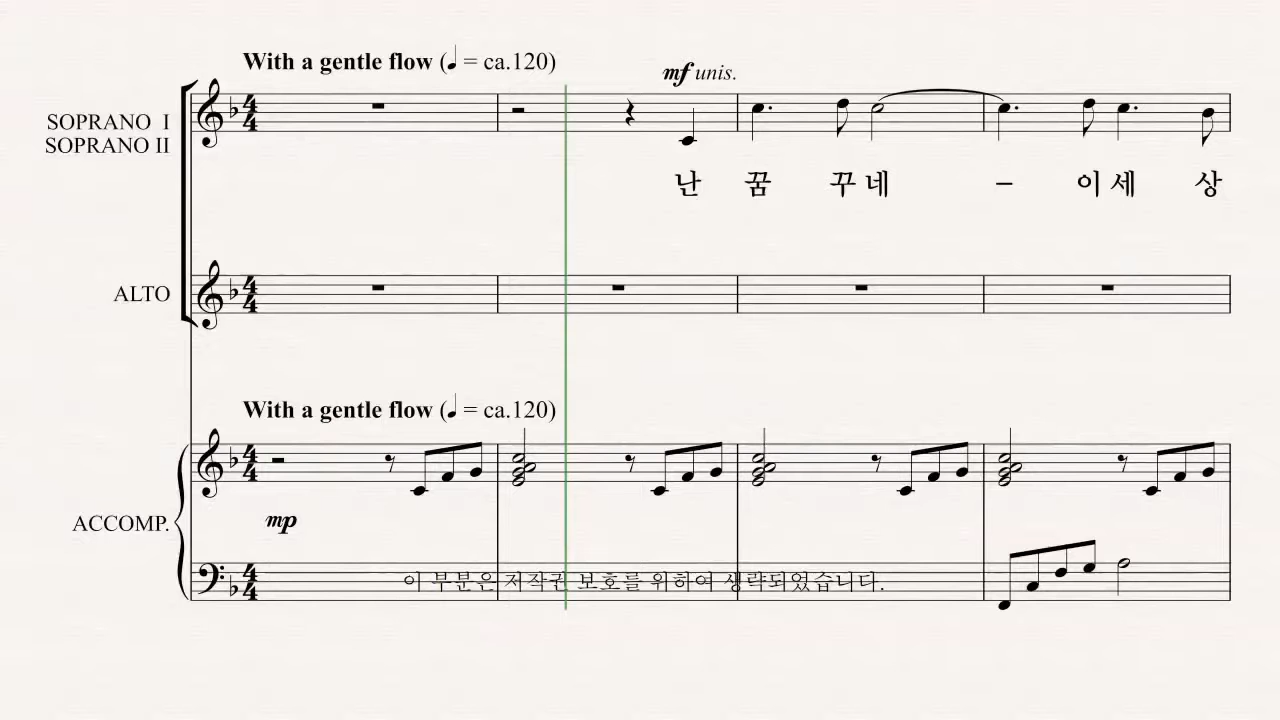 With a gentle flow (♩ = ca.120)
mf unis.
SOPRANO I
SOPRANO II
난 꿈 꾸 네 – 이 세 상
ALTO
With a gentle flow (♩ = ca.120)
mp
ACCOMP.
이 부분은 저작권 보호를 위하여 생략되었습니다.